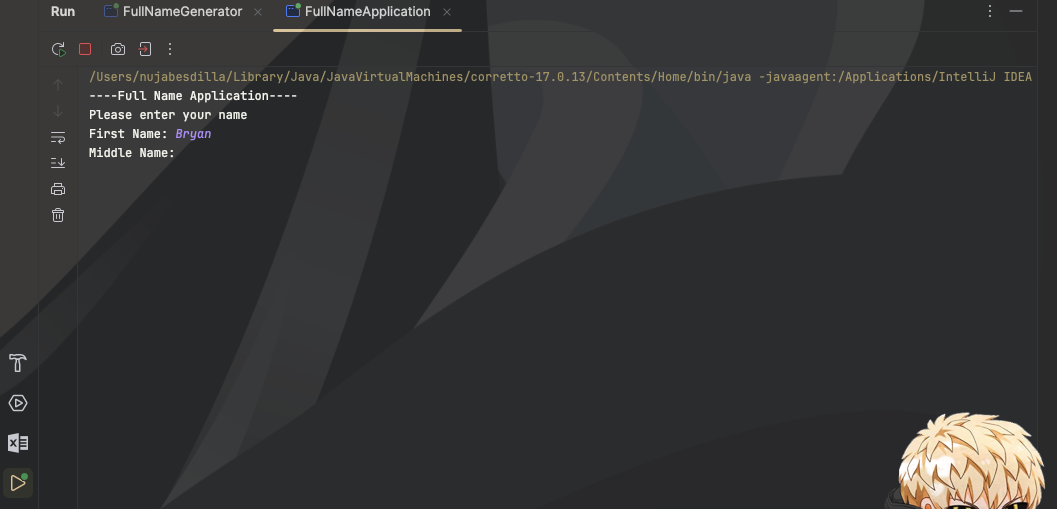 Run FullNameGenerator FullNameApplication
/Users/nujabesdilla/Library/Java/JavaVirtualMachines/corretto-17.0.13/Contents/Home/bin/java -javaagent:/Applications/IntelliJ IDEA
----Full Name Application----
Please enter your name
First Name: Bryan
Middle Name: